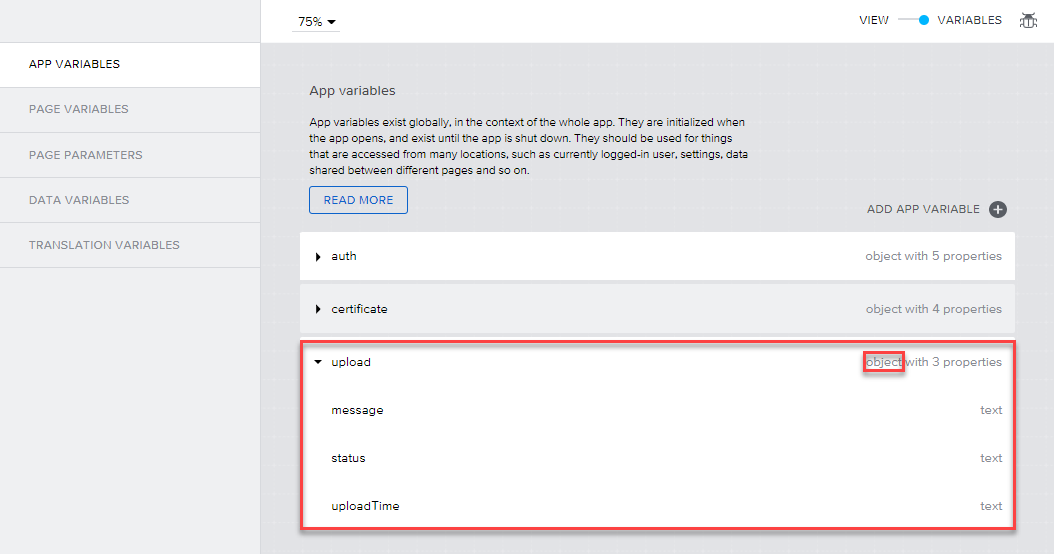 75%
VIEW
VARIABLES
APP VARIABLES
PAGE VARIABLES
PAGE PARAMETERS
DATA VARIABLES
TRANSLATION VARIABLES
App variables
App variables exist globally, in the context of the whole app. They are initialized when
the app opens, and exist until the app is shut down. They should be used for things
that are accessed from many locations, such as currently logged-in user, settings, data
shared between different pages and so on.
READ MORE
ADD APP VARIABLE
auth object with 5 properties
certificate object with 4 properties
upload object with 3 properties
message text
status text
uploadTime text